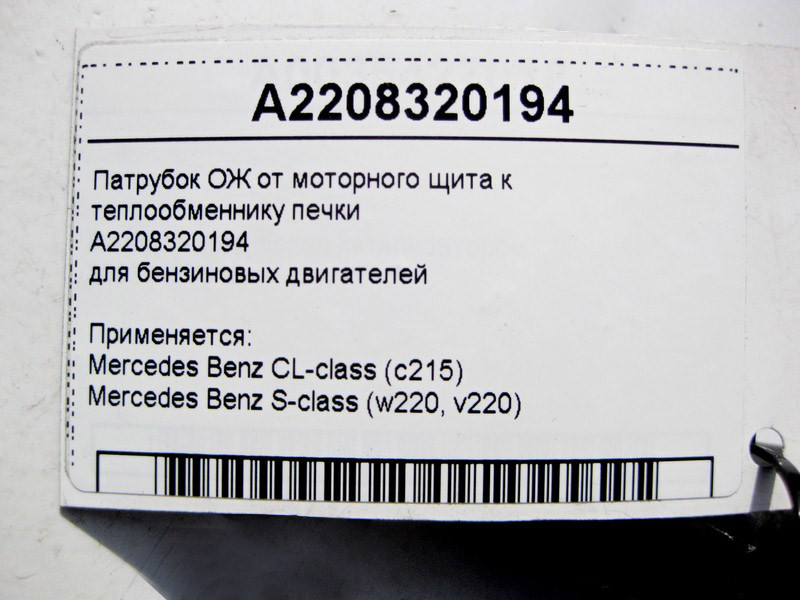 A2208320194
Патрубок ОЖ от моторного щита к
теплообменнику печки
A2208320194
для бензиновых двигателей
Применяется:
Mercedes Benz CL-class (c215)
Mercedes Benz S-class (w220, v220)